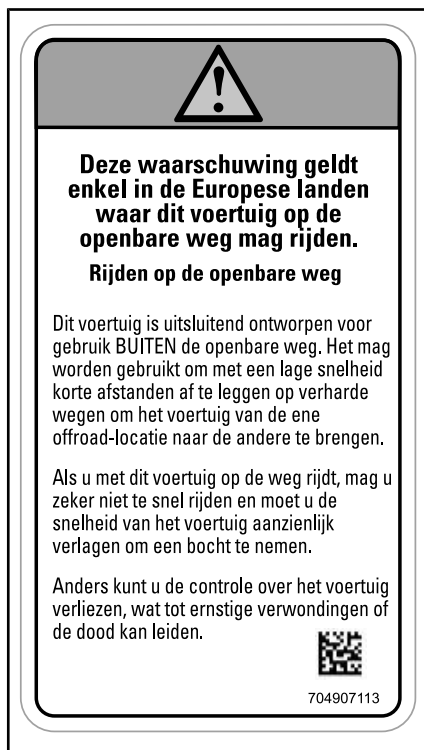 Deze waarschuwing geldt
enkel in de Europese landen
waar dit voertuig op de
openbare weg mag rijden.
Rijden op de openbare weg
Dit voertuig is uitsluitend ontworpen voor
gebruik BUITEN de openbare weg. Het mag
worden gebruikt om met een lage snelheid
korte afstanden af te leggen op verharde
wegen om het voertuig van de ene
offroad-locatie naar de andere te brengen.
Als u met dit voertuig op de weg rijdt, mag u
zeker niet te snel rijden en moet u de
snelheid van het voertuig aanzienlijk
verlagen om een bocht te nemen.
Anders kunt u de controle over het voertuig
verliezen, wat tot ernstige verwondingen of
de dood kan leiden.
704907113